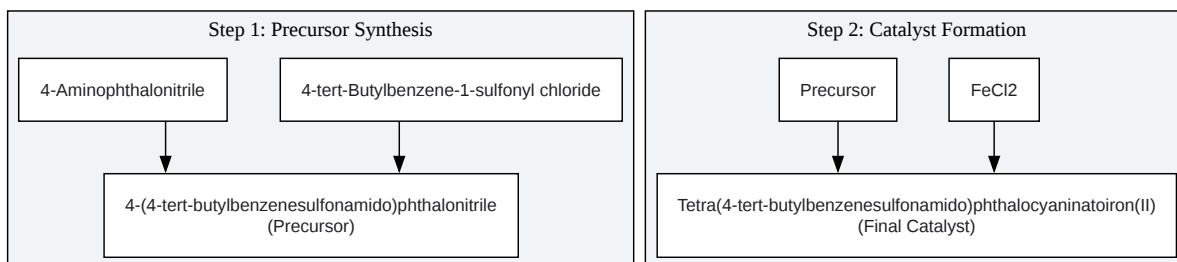 Step 1: Precursor Synthesis
4-Aminophthalonitrile
4-tert-Butylbenzene-1-sulfonyl chloride
4-(4-tert-butylbenzenesulfonamido)phthalonitrile
(Precursor)
Step 2: Catalyst Formation
Precursor
FeCl2
Tetra(4-tert-butylbenzenesulfonamido)phthalocyaninatoiron(II)
(Final Catalyst)